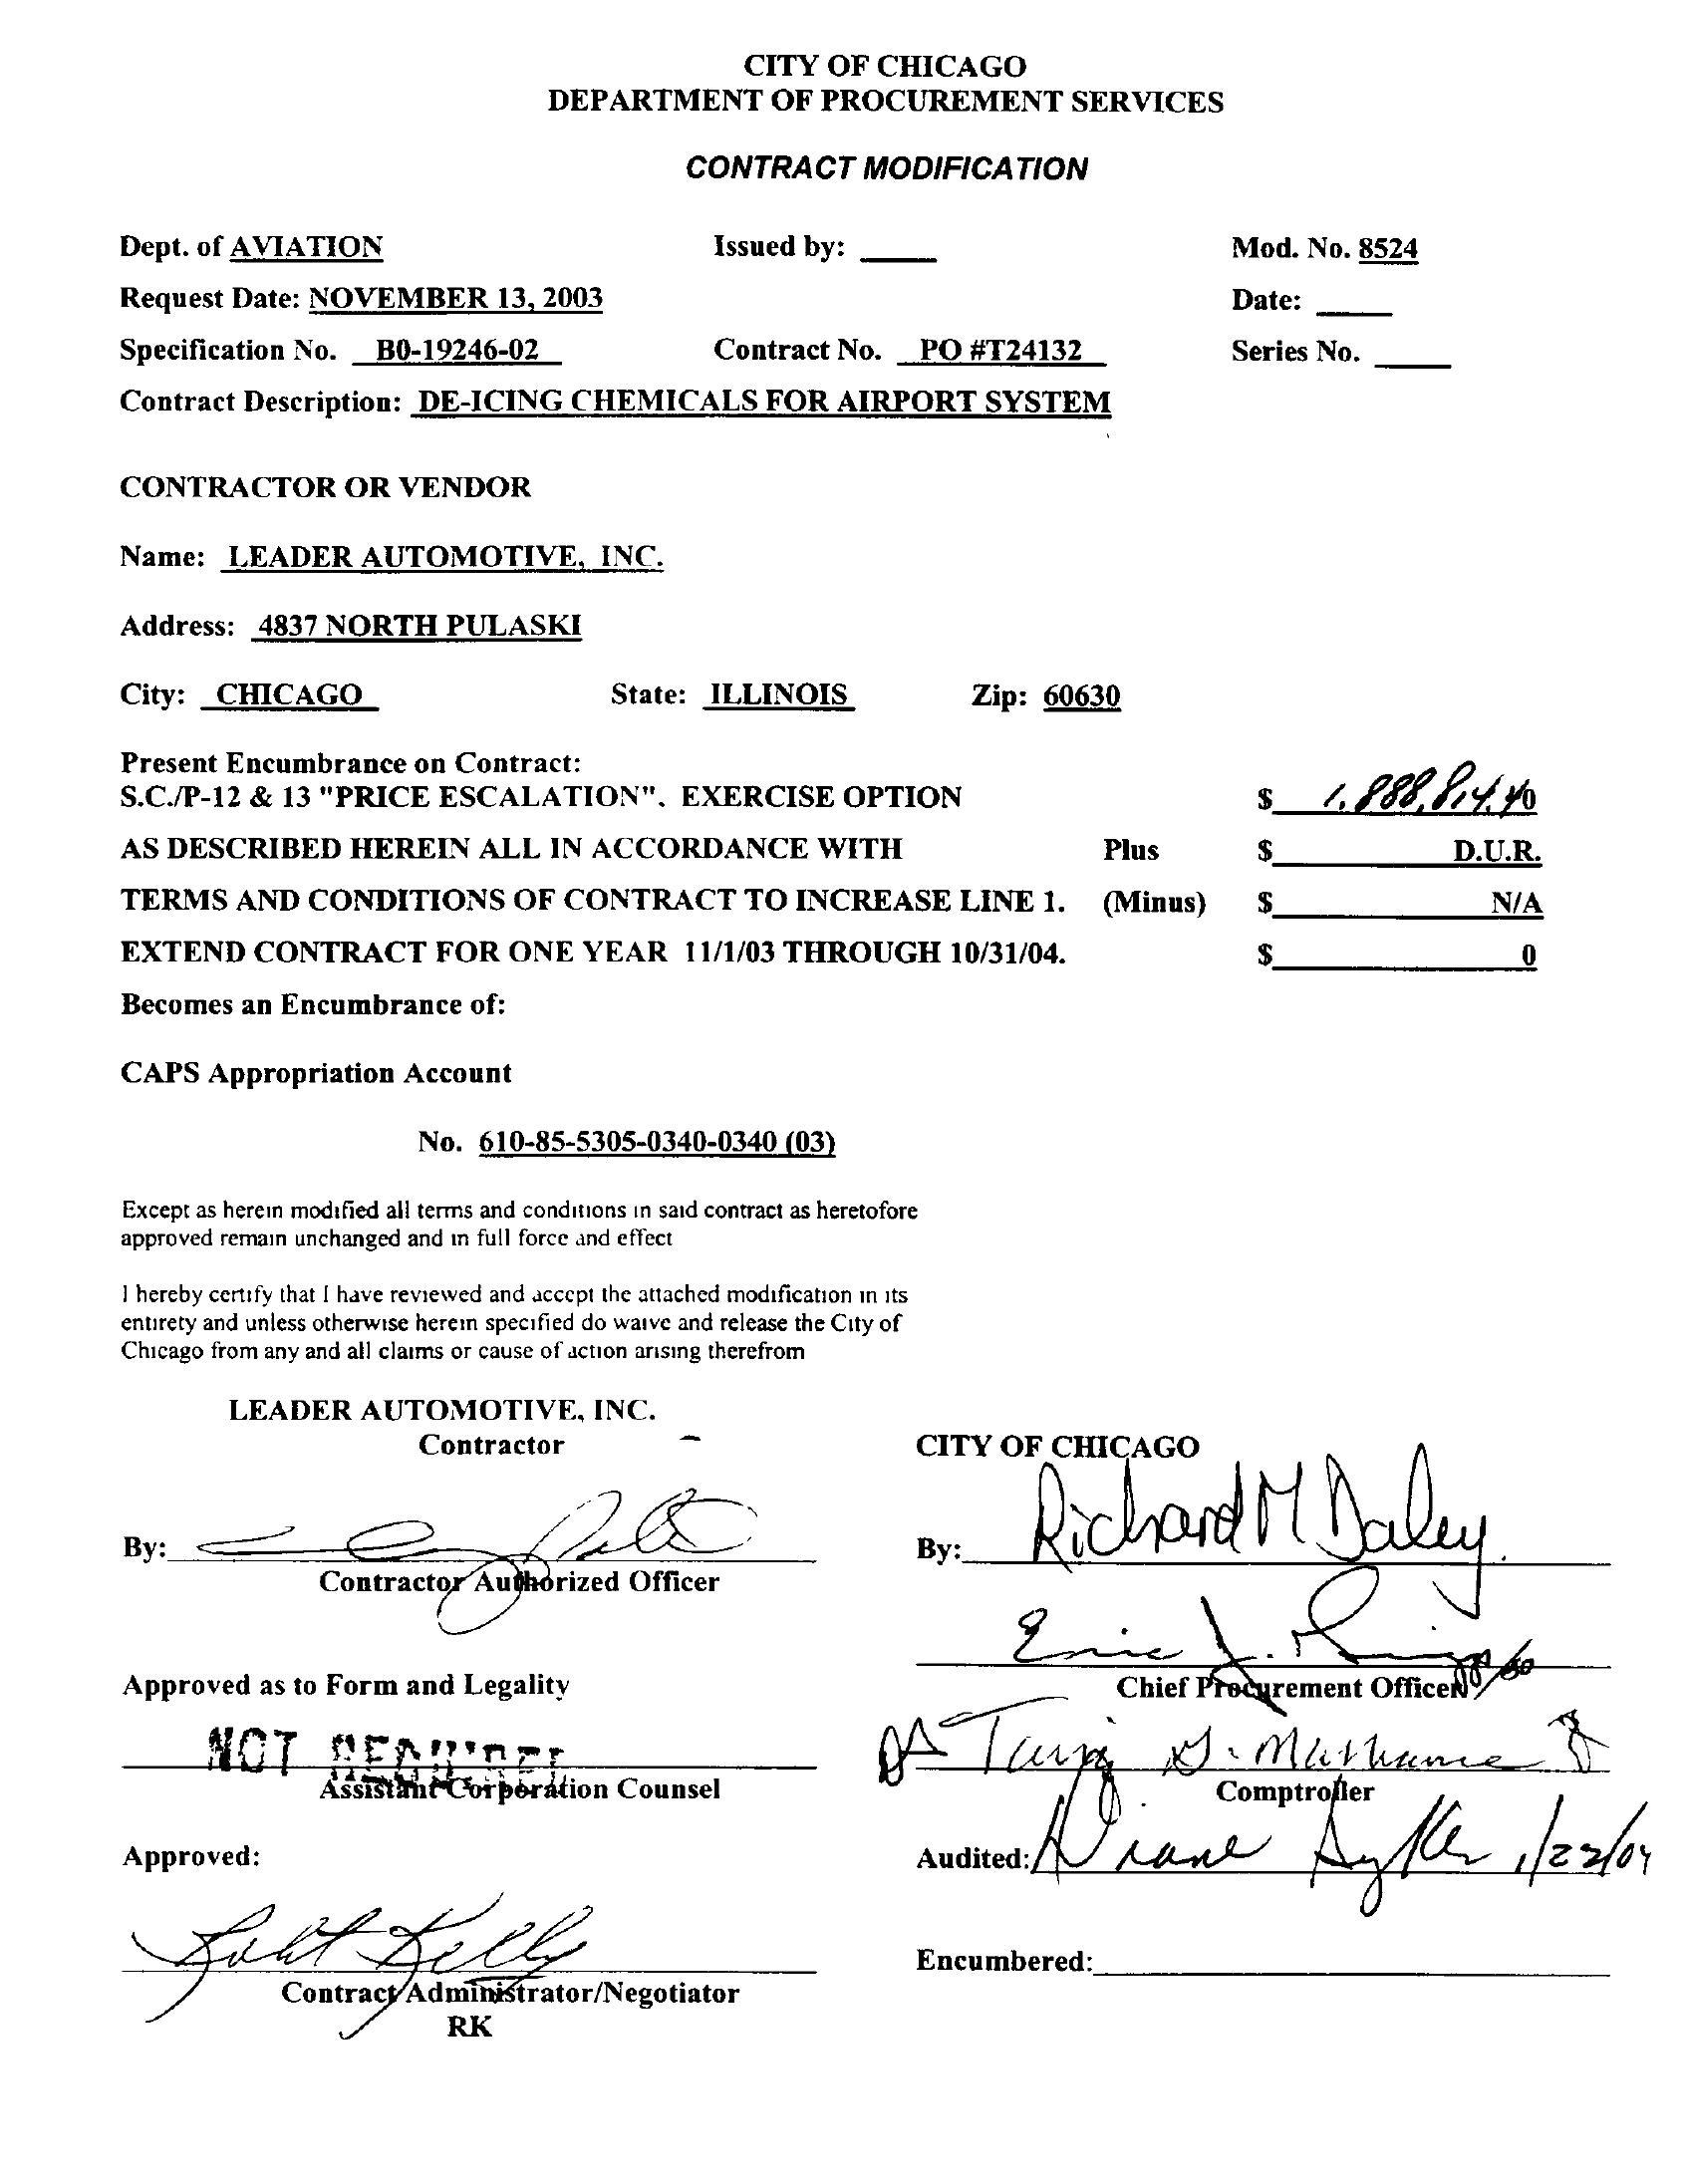 CITY OF CHICAGO
DEPARTMENT OF PROCUREMENT SERVICES
CONTRACT MODIFICATION
Dept. of AVIATION Issued by: ____ Mod. No. 8524
Request Date: NOVEMBER 13, 2003 Date: ____
Specification No. B0-19246-02 Contract No. PO #T24132 Series No. ____
Contract Description: DE-ICING CHEMICALS FOR AIRPORT SYSTEM
CONTRACTOR OR VENDOR
Name: LEADER AUTOMOTIVE, INC.
Address: 4837 NORTH PULASKI
City: CHICAGO State: ILLINOIS Zip: 60630
Present Encumbrance on Contract:
S.C./P-12 & 13 "PRICE ESCALATION". EXERCISE OPTION $ 1,888,814.40
AS DESCRIBED HEREIN ALL IN ACCORDANCE WITH Plus $ D.U.R.
TERMS AND CONDITIONS OF CONTRACT TO INCREASE LINE 1. (Minus) $ N/A
EXTEND CONTRACT FOR ONE YEAR 11/1/03 THROUGH 10/31/04. $ 0
Becomes an Encumbrance of:
CAPS Appropriation Account
No. 610-85-5305-0340-0340 (03)
Except as herein modified all terms and conditions in said contract as heretofore
approved remain unchanged and in full force and effect
I hereby certify that I have reviewed and accept the attached modification in its
entirety and unless otherwise herein specified do waive and release the City of
Chicago from any and all claims or cause of action arising therefrom
LEADER AUTOMOTIVE, INC.
Contractor
CITY OF CHICAGO
By: By: Richard M Daley
Contractor Authorized Officer
Eric J.
Approved as to Form and Legality Chief Procurement Officer
NOT REQUIRED
Assistant Corporation Counsel Comptroller
Approved: Audited: Diane 1/22/04
Robt Kelly
Encumbered:
Contract Administrator/Negotiator
RK